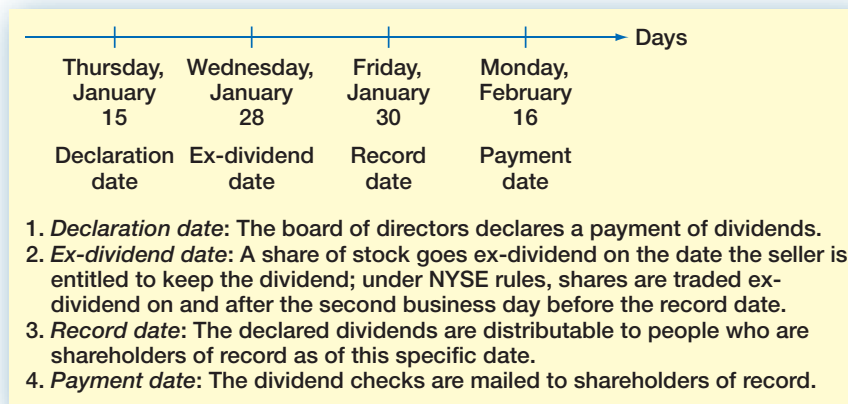 Days
Thursday, January 15
Wednesday, January 28
Friday, January 30
Monday, February 16
Declaration date
Ex-dividend date
Record date
Payment date
1. Declaration date: The board of directors declares a payment of dividends.
2. Ex-dividend date: A share of stock goes ex-dividend on the date the seller is
entitled to keep the dividend; under NYSE rules, shares are traded ex-
dividend on and after the second business day before the record date.
3. Record date: The declared dividends are distributable to people who are
shareholders of record as of this specific date.
4. Payment date: The dividend checks are mailed to shareholders of record.